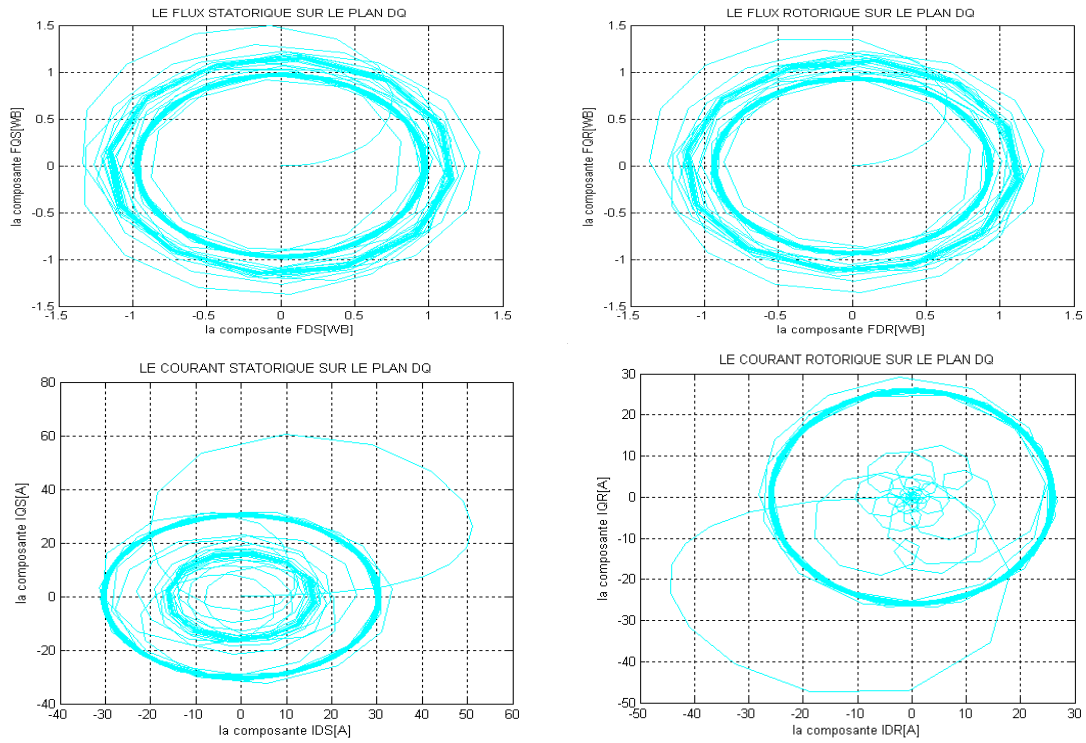 LE FLUX STATORIQUE SUR LE PLAN DQ
1.5
1
0.5
0
-0.5
-1
-1.5
la composante FQS[WB]
-1.5 -1 -0.5 0 0.5 1 1.5
la composante FDS[WB]
LE FLUX ROTORIQUE SUR LE PLAN DQ
1.5
1
0.5
0
-0.5
-1
-1.5
la composante FQR[WB]
-1.5 -1 -0.5 0 0.5 1 1.5
la composante FDR[WB]
LE COURANT STATORIQUE SUR LE PLAN DQ
80
60
40
20
0
-20
-40
la composante IQS[A]
-40 -30 -20 -10 0 10 20 30 40 50 60
la composante IDS[A]
LE COURANT ROTORIQUE SUR LE PLAN DQ
30
20
10
0
-10
-20
-30
-40
-50
la composante IQR[A]
-50 -40 -30 -20 -10 0 10 20 30
la composante IDR[A]